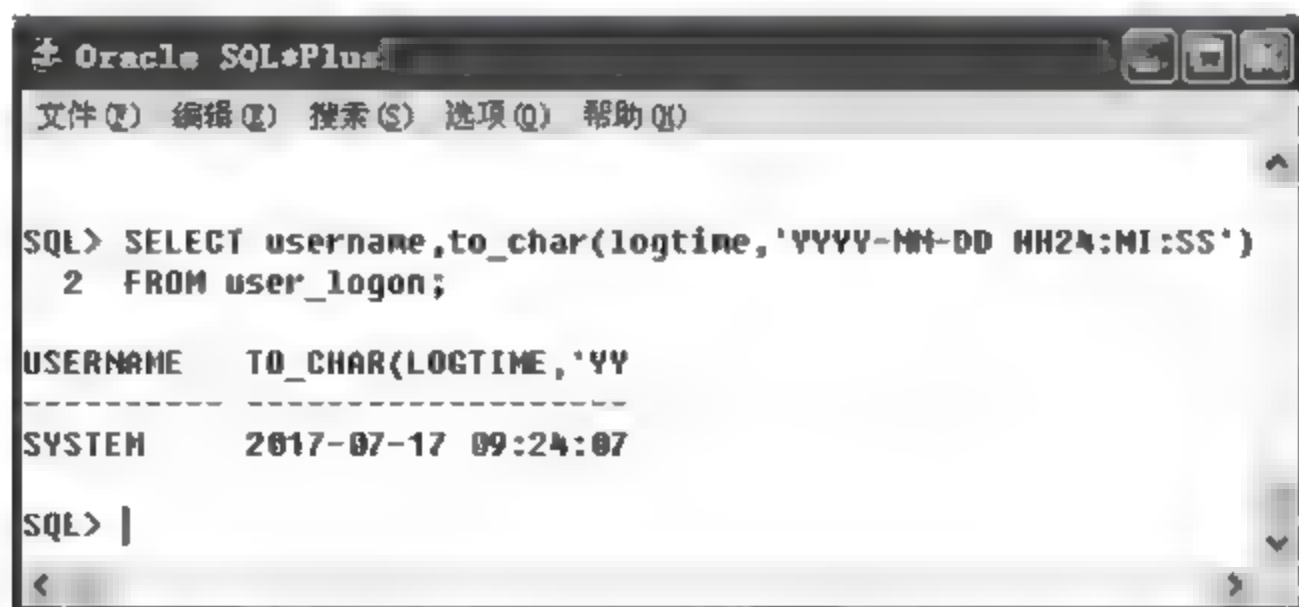 Oracle SQL*Plus
文件(F) 编辑(E) 搜索(S) 选项(O) 帮助(H)
SQL> SELECT username,to_char(logtime,'YYYY-MM-DD HH24:MI:SS')
2 FROM user_logon;
USERNAME TO_CHAR(LOGTIME,'YY
---------- -------------------
SYSTEM 2017-07-17 09:24:07
SQL>